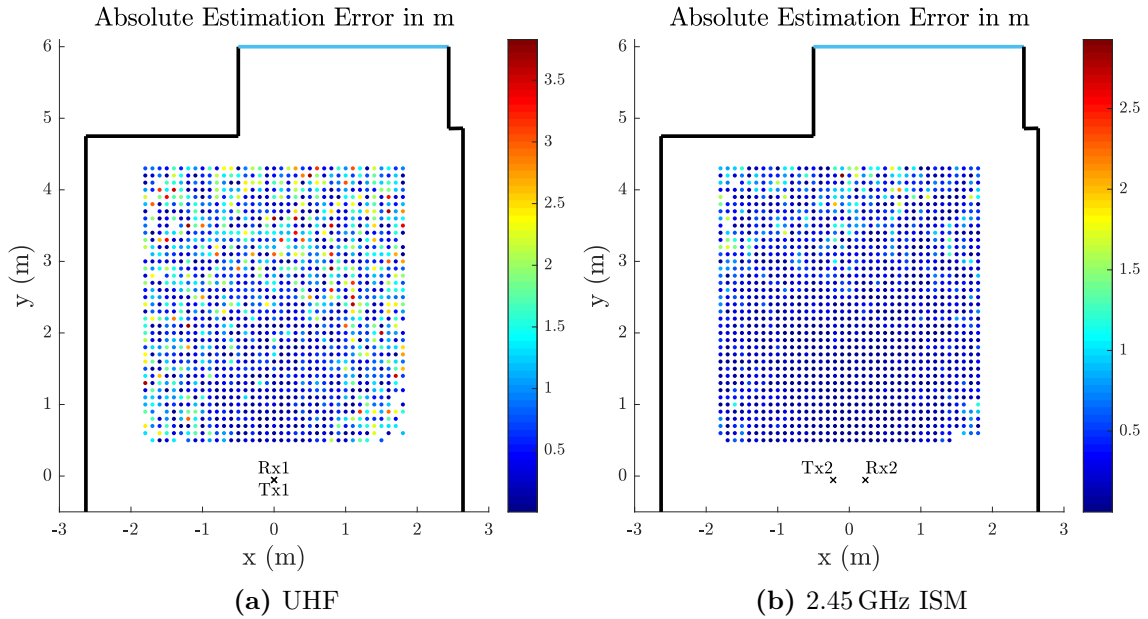 Absolute Estimation Error in m
6
5
4
3
2
1
0
y (m)
-3 -2 -1 0 1 2 3
x (m)
Rx1
Tx1
3.5
3
2.5
2
1.5
1
0.5
(a) UHF
Absolute Estimation Error in m
6
5
4
3
2
1
0
y (m)
-3 -2 -1 0 1 2 3
x (m)
Tx2 Rx2
2.5
2
1.5
1
0.5
(b) 2.45 GHz ISM